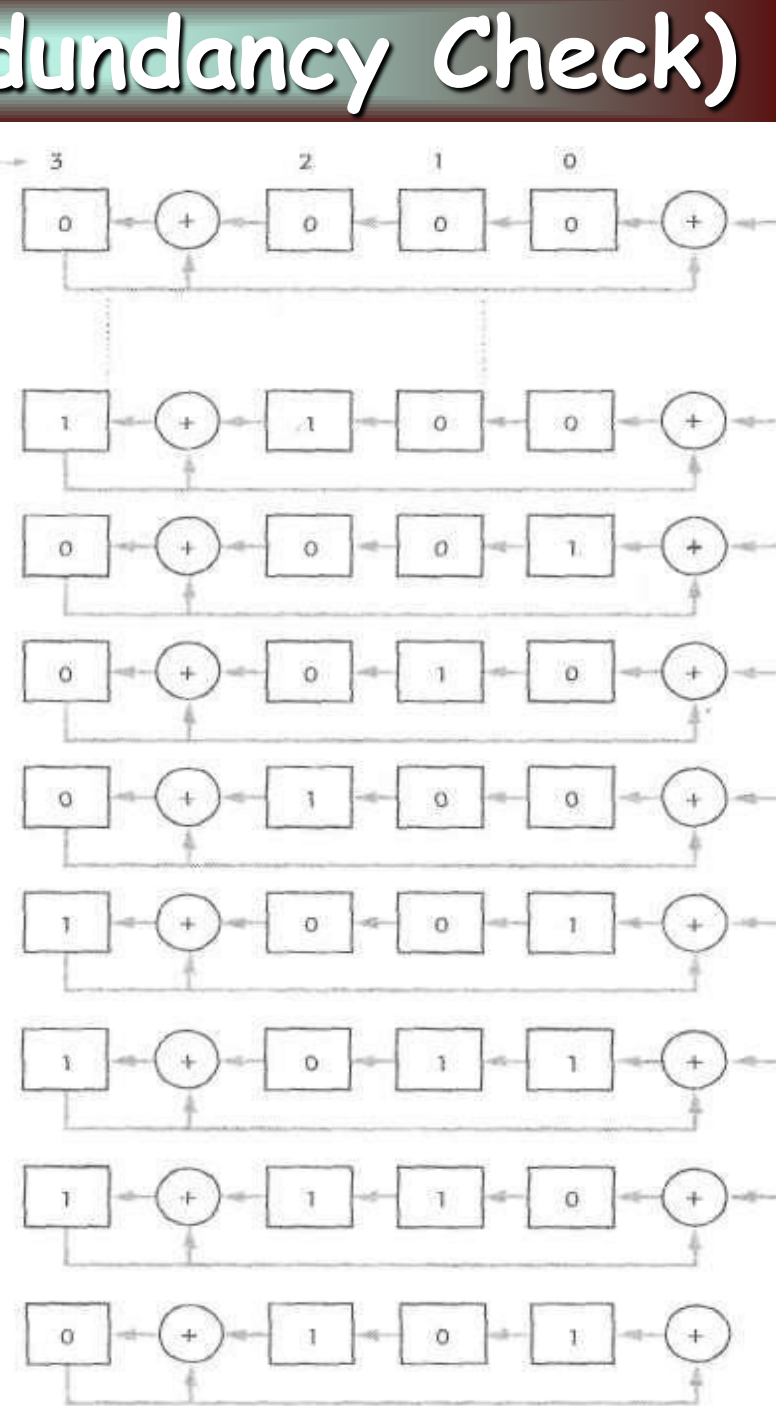 dundancy Check)
3 2 1 0
0 + 0 0 0 +
1 + 1 0 0 +
0 + 0 0 1 +
0 + 0 1 0 +
0 + 1 0 0 +
1 + 0 0 1 +
1 + 0 1 1 +
1 + 1 1 0 +
0 + 1 0 1 +